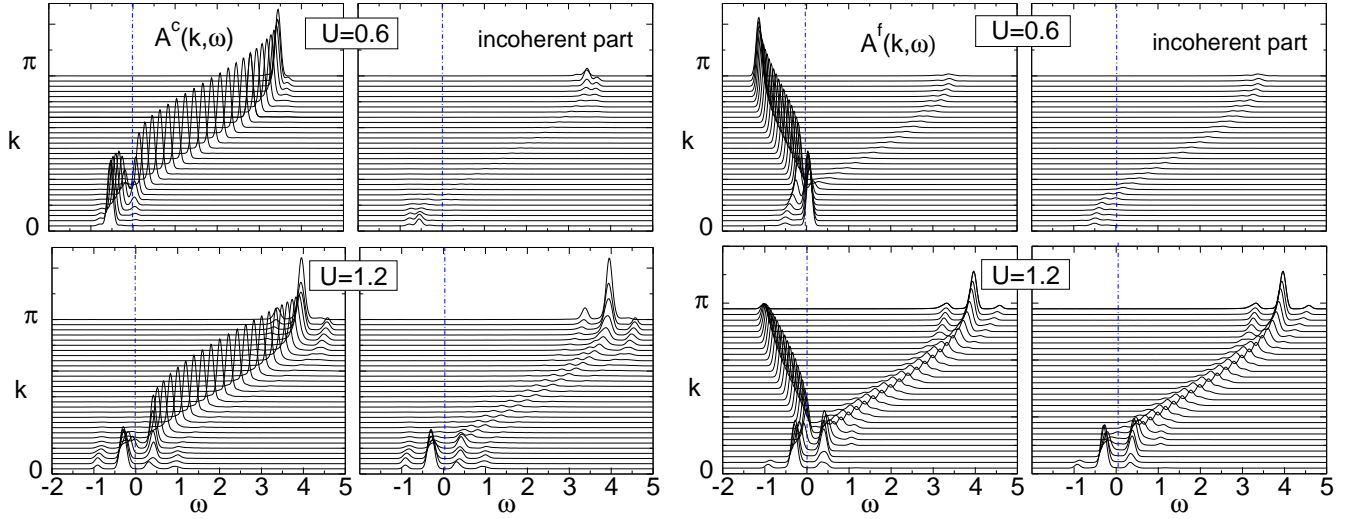 A^c(k,ω) U=0.6 incoherent part
π
k
0
U=1.2
π
k
0
-2 -1 0 1 2 3 4 5 -2 -1 0 1 2 3 4 5
ω ω
A^f(k,ω) U=0.6 incoherent part
π
k
0
U=1.2
π
k
0
-2 -1 0 1 2 3 4 5 -2 -1 0 1 2 3 4 5
ω ω